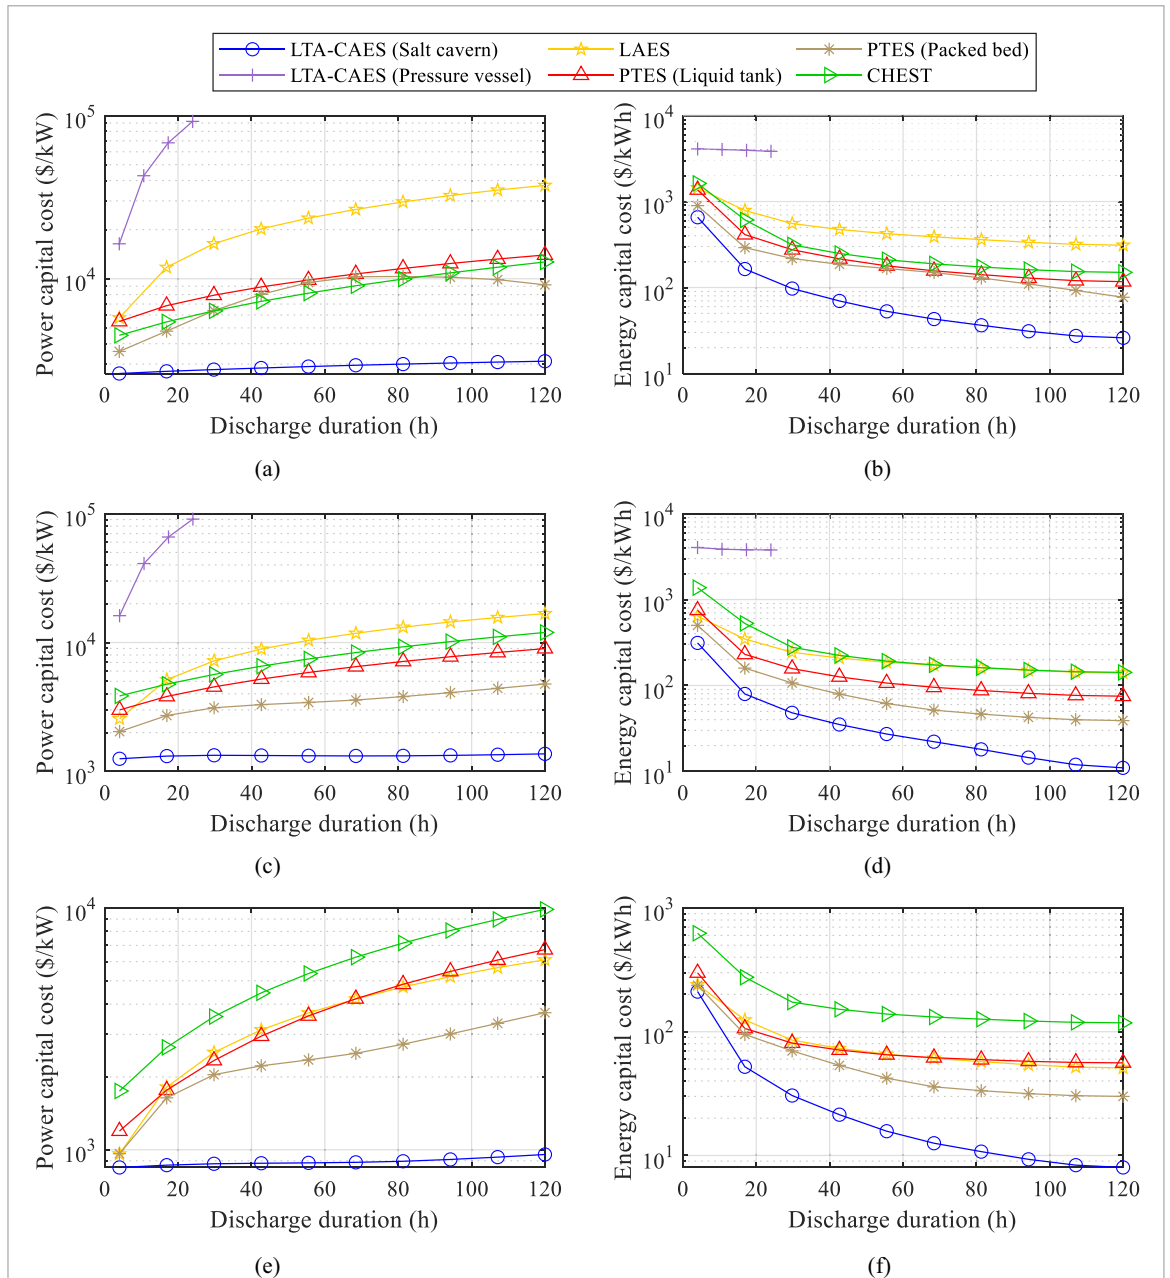 LTA-CAES (Salt cavern) LAES PTES (Packed bed)
LTA-CAES (Pressure vessel) PTES (Liquid tank) CHEST
Power capital cost ($/kW)
10^5
10^4
0 20 40 60 80 100 120
Discharge duration (h)
(a)
Energy capital cost ($/kWh)
10^4
10^3
10^2
10^1
0 20 40 60 80 100 120
Discharge duration (h)
(b)
Power capital cost ($/kW)
10^5
10^4
10^3
0 20 40 60 80 100 120
Discharge duration (h)
(c)
Energy capital cost ($/kWh)
10^4
10^3
10^2
10^1
0 20 40 60 80 100 120
Discharge duration (h)
(d)
Power capital cost ($/kW)
10^4
10^3
0 20 40 60 80 100 120
Discharge duration (h)
(e)
Energy capital cost ($/kWh)
10^3
10^2
10^1
0 20 40 60 80 100 120
Discharge duration (h)
(f)